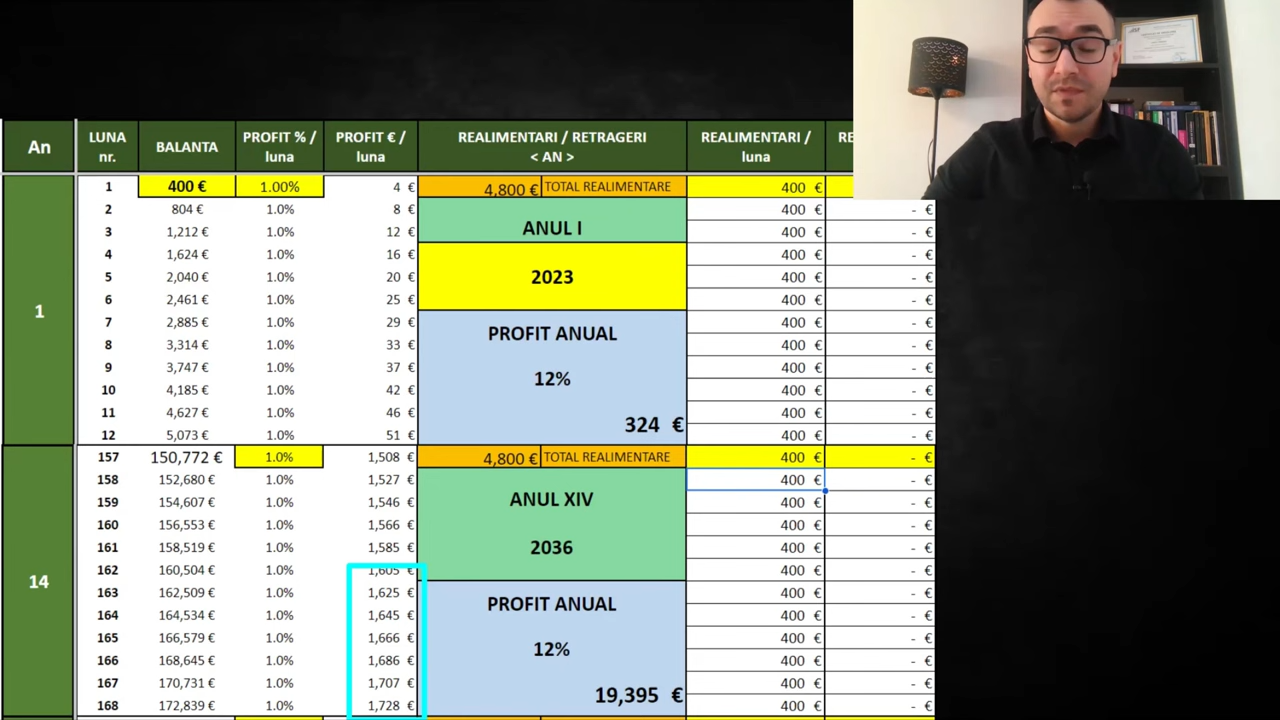 An LUNA nr. BALANTA PROFIT % / luna PROFIT € / luna REALIMENTARI / RETRAGERI < AN > REALIMENTARI / luna RE
1
1 400 € 1.00% 4 € 4,800 € TOTAL REALIMENTARE 400 €
2 804 € 1.0% 8 € 400 € - €
3 1,212 € 1.0% 12 € ANUL I 400 € - €
4 1,624 € 1.0% 16 € 400 € - €
5 2,040 € 1.0% 20 € 2023 400 € - €
6 2,461 € 1.0% 25 € 400 € - €
7 2,885 € 1.0% 29 € PROFIT ANUAL 400 € - €
8 3,314 € 1.0% 33 € 400 € - €
9 3,747 € 1.0% 37 € 12% 400 € - €
10 4,185 € 1.0% 42 € 400 € - €
11 4,627 € 1.0% 46 € 324 € 400 € - €
12 5,073 € 1.0% 51 € 400 € - €
14
157 150,772 € 1.0% 1,508 € 4,800 € TOTAL REALIMENTARE 400 € - €
158 152,680 € 1.0% 1,527 € 400 € - €
159 154,607 € 1.0% 1,546 € ANUL XIV 400 € - €
160 156,553 € 1.0% 1,566 € 400 € - €
161 158,519 € 1.0% 1,585 € 2036 400 € - €
162 160,504 € 1.0% 1,605 € 400 € - €
163 162,509 € 1.0% 1,625 € PROFIT ANUAL 400 € - €
164 164,534 € 1.0% 1,645 € 400 € - €
165 166,579 € 1.0% 1,666 € 12% 400 € - €
166 168,645 € 1.0% 1,686 € 400 € - €
167 170,731 € 1.0% 1,707 € 19,395 € 400 € - €
168 172,839 € 1.0% 1,728 € 400 € - €